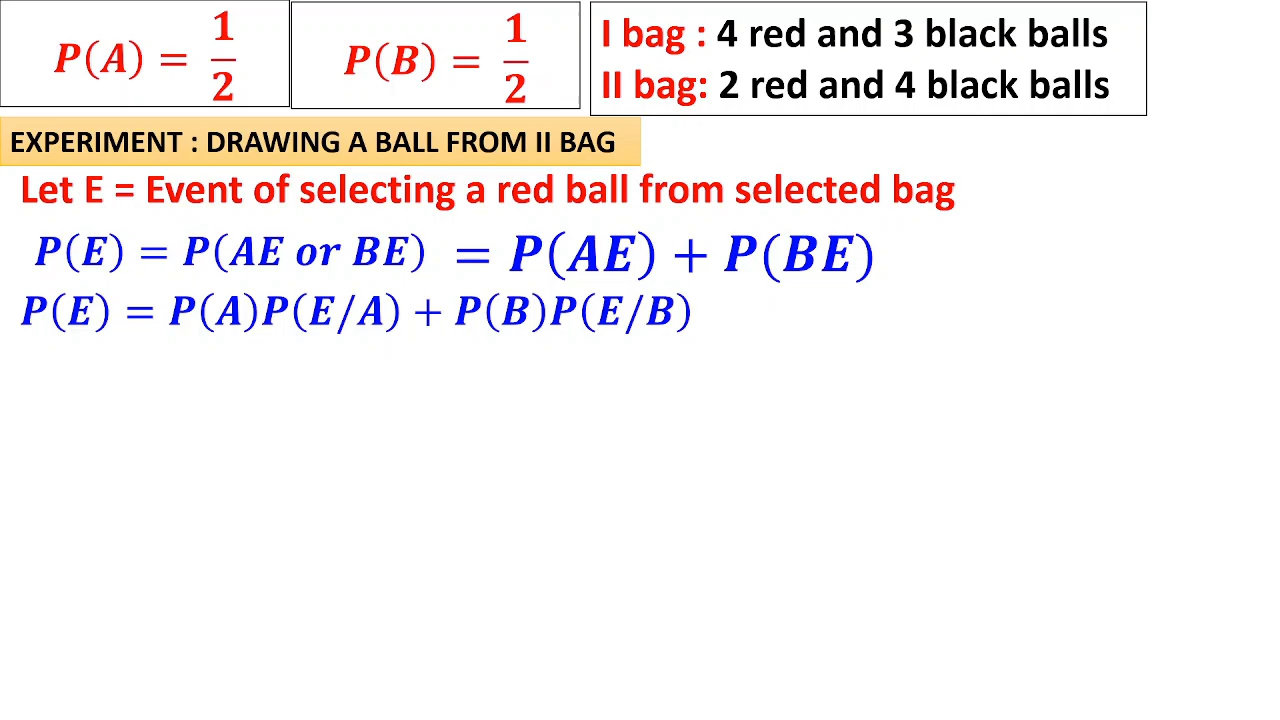 P(A) = 1/2
P(B) = 1/2
I bag : 4 red and 3 black balls
II bag: 2 red and 4 black balls
EXPERIMENT : DRAWING A BALL FROM II BAG
Let E = Event of selecting a red ball from selected bag
P(E) = P(AE or BE) = P(AE) + P(BE)
P(E) = P(A)P(E/A) + P(B)P(E/B)